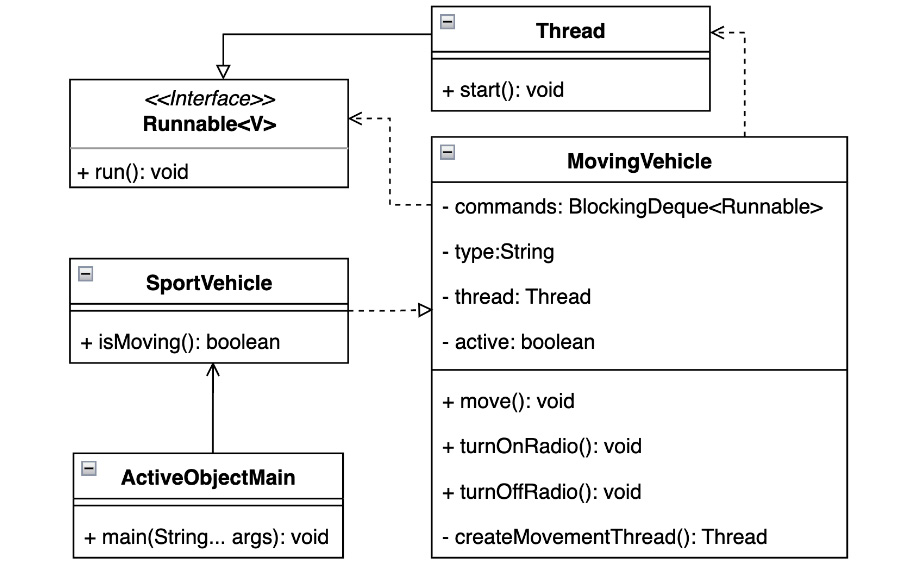 Thread
+ start(): void
<<Interface>>
Runnable<V>
+ run(): void
MovingVehicle
- commands: BlockingDeque<Runnable>
- type:String
- thread: Thread
- active: boolean
+ move(): void
+ turnOnRadio(): void
+ turnOffRadio(): void
- createMovementThread(): Thread
SportVehicle
+ isMoving(): boolean
ActiveObjectMain
+ main(String... args): void